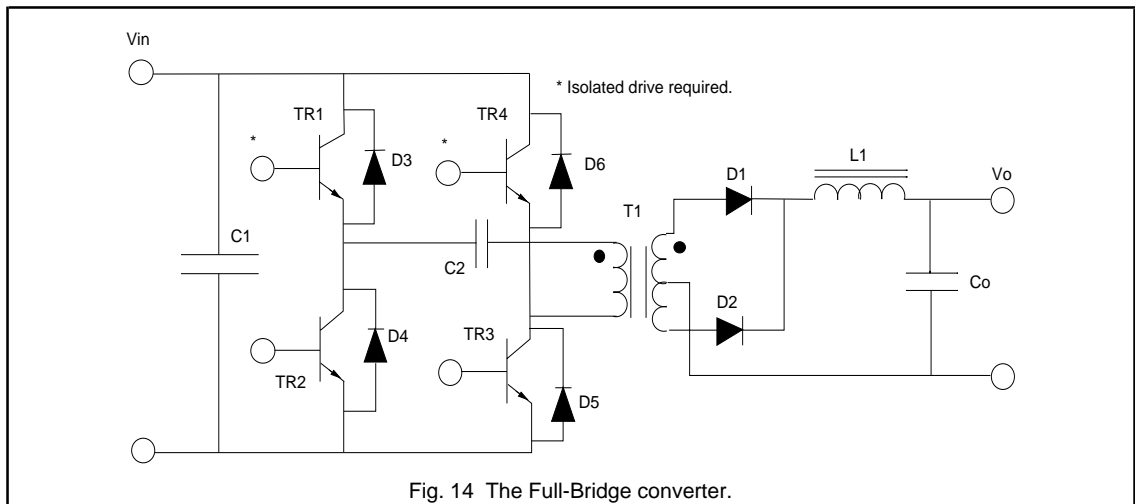 Vin
* Isolated drive required.
TR1
TR4
*
*
D3
D6
D1
L1
Vo
T1
C1
C2
Co
D2
TR3
D4
TR2
D5
Fig. 14 The Full-Bridge converter.